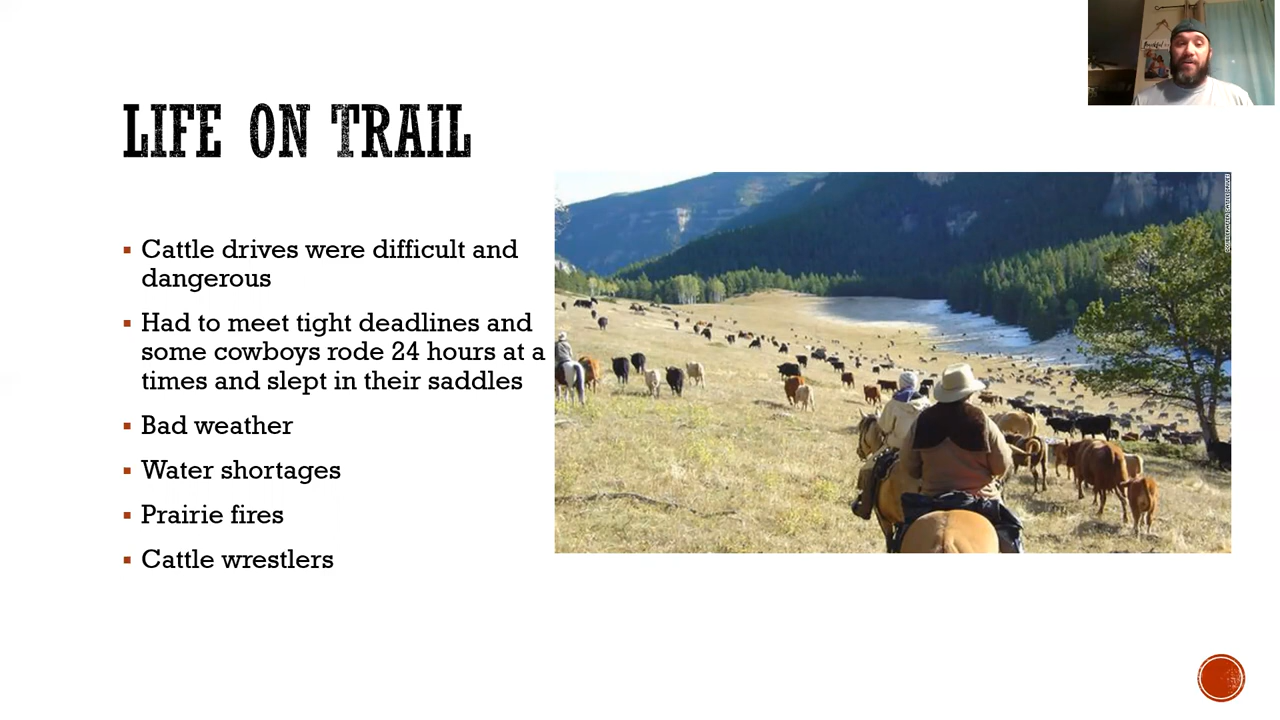 LIFE ON TRAIL
▪ Cattle drives were difficult and
dangerous
▪ Had to meet tight deadlines and
some cowboys rode 24 hours at a
times and slept in their saddles
▪ Bad weather
▪ Water shortages
▪ Prairie fires
▪ Cattle wrestlers